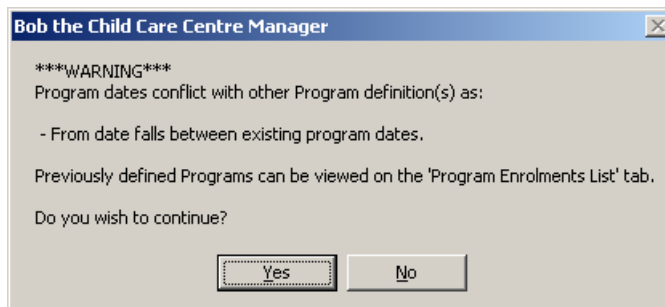 Bob the Child Care Centre Manager
***WARNING***
Program dates conflict with other Program definition(s) as:
- From date falls between existing program dates.
Previously defined Programs can be viewed on the 'Program Enrolments List' tab.
Do you wish to continue?
Yes
No